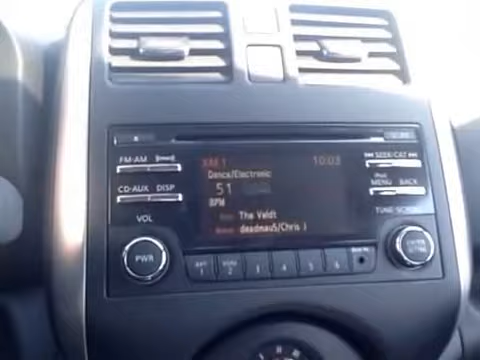 XM 1 10:03
Dance/Electronic
51
BPM
The Veldt
deadmau5/Chris J
FM-AM
SEEK/CAT
CD-AUX DISP
iPod
MENU BACK
VOL
TUNE-SCROLL
PWR
1 2 3 4 5 6